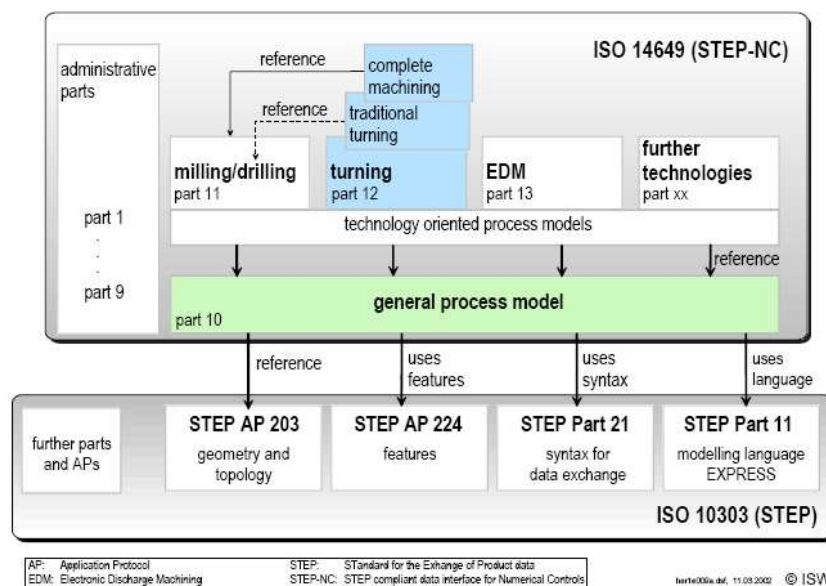 ISO 14649 (STEP-NC)
administrative
parts
part 1
.
.
.
part 9
reference
complete
machining
reference
traditional
turning
milling/drilling
part 11
turning
part 12
EDM
part 13
further
technologies
part xx
technology oriented process models
reference
general process model
part 10
reference
uses
features
uses
syntax
uses
language
further parts
and APs
STEP AP 203
geometry and
topology
STEP AP 224
features
STEP Part 21
syntax for
data exchange
STEP Part 11
modelling language
EXPRESS
ISO 10303 (STEP)
AP: Application Protocol
EDM: Electronic Discharge Machining
STEP: STandard for the Exhange of Product data
STEP-NC: STEP compliant data interface for Numerical Controls
11.03.2002
© ISW